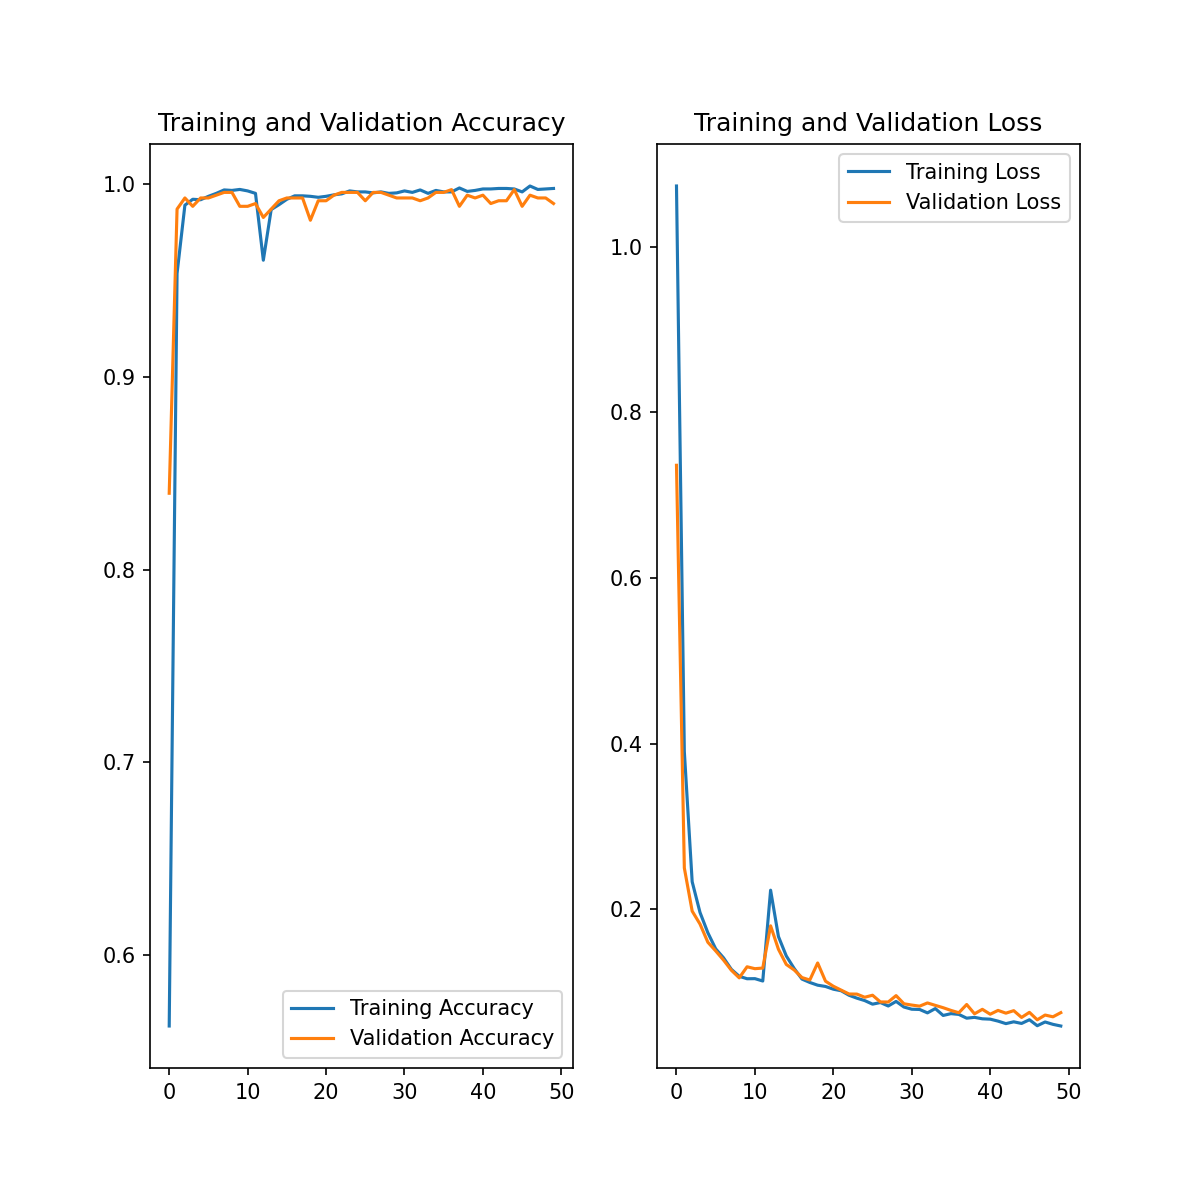 Training and Validation Accuracy
1.0
0.9
0.8
0.7
0.6
Training Accuracy
Validation Accuracy
0 10 20 30 40 50
Training and Validation Loss
Training Loss
Validation Loss
1.0
0.8
0.6
0.4
0.2
0 10 20 30 40 50